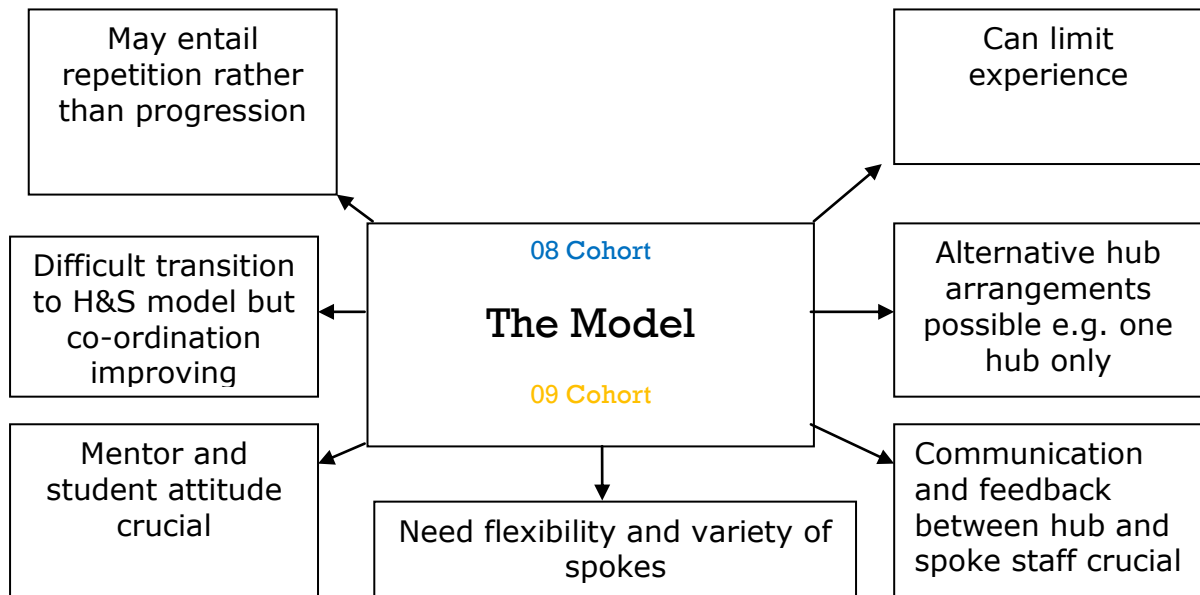 May entail
repetition rather
than progression
Can limit
experience
08 Cohort
The Model
09 Cohort
Difficult transition
to H&S model but
co-ordination
improving
Alternative hub
arrangements
possible e.g. one
hub only
Mentor and
student attitude
crucial
Need flexibility and variety of
spokes
Communication
and feedback
between hub and
spoke staff crucial